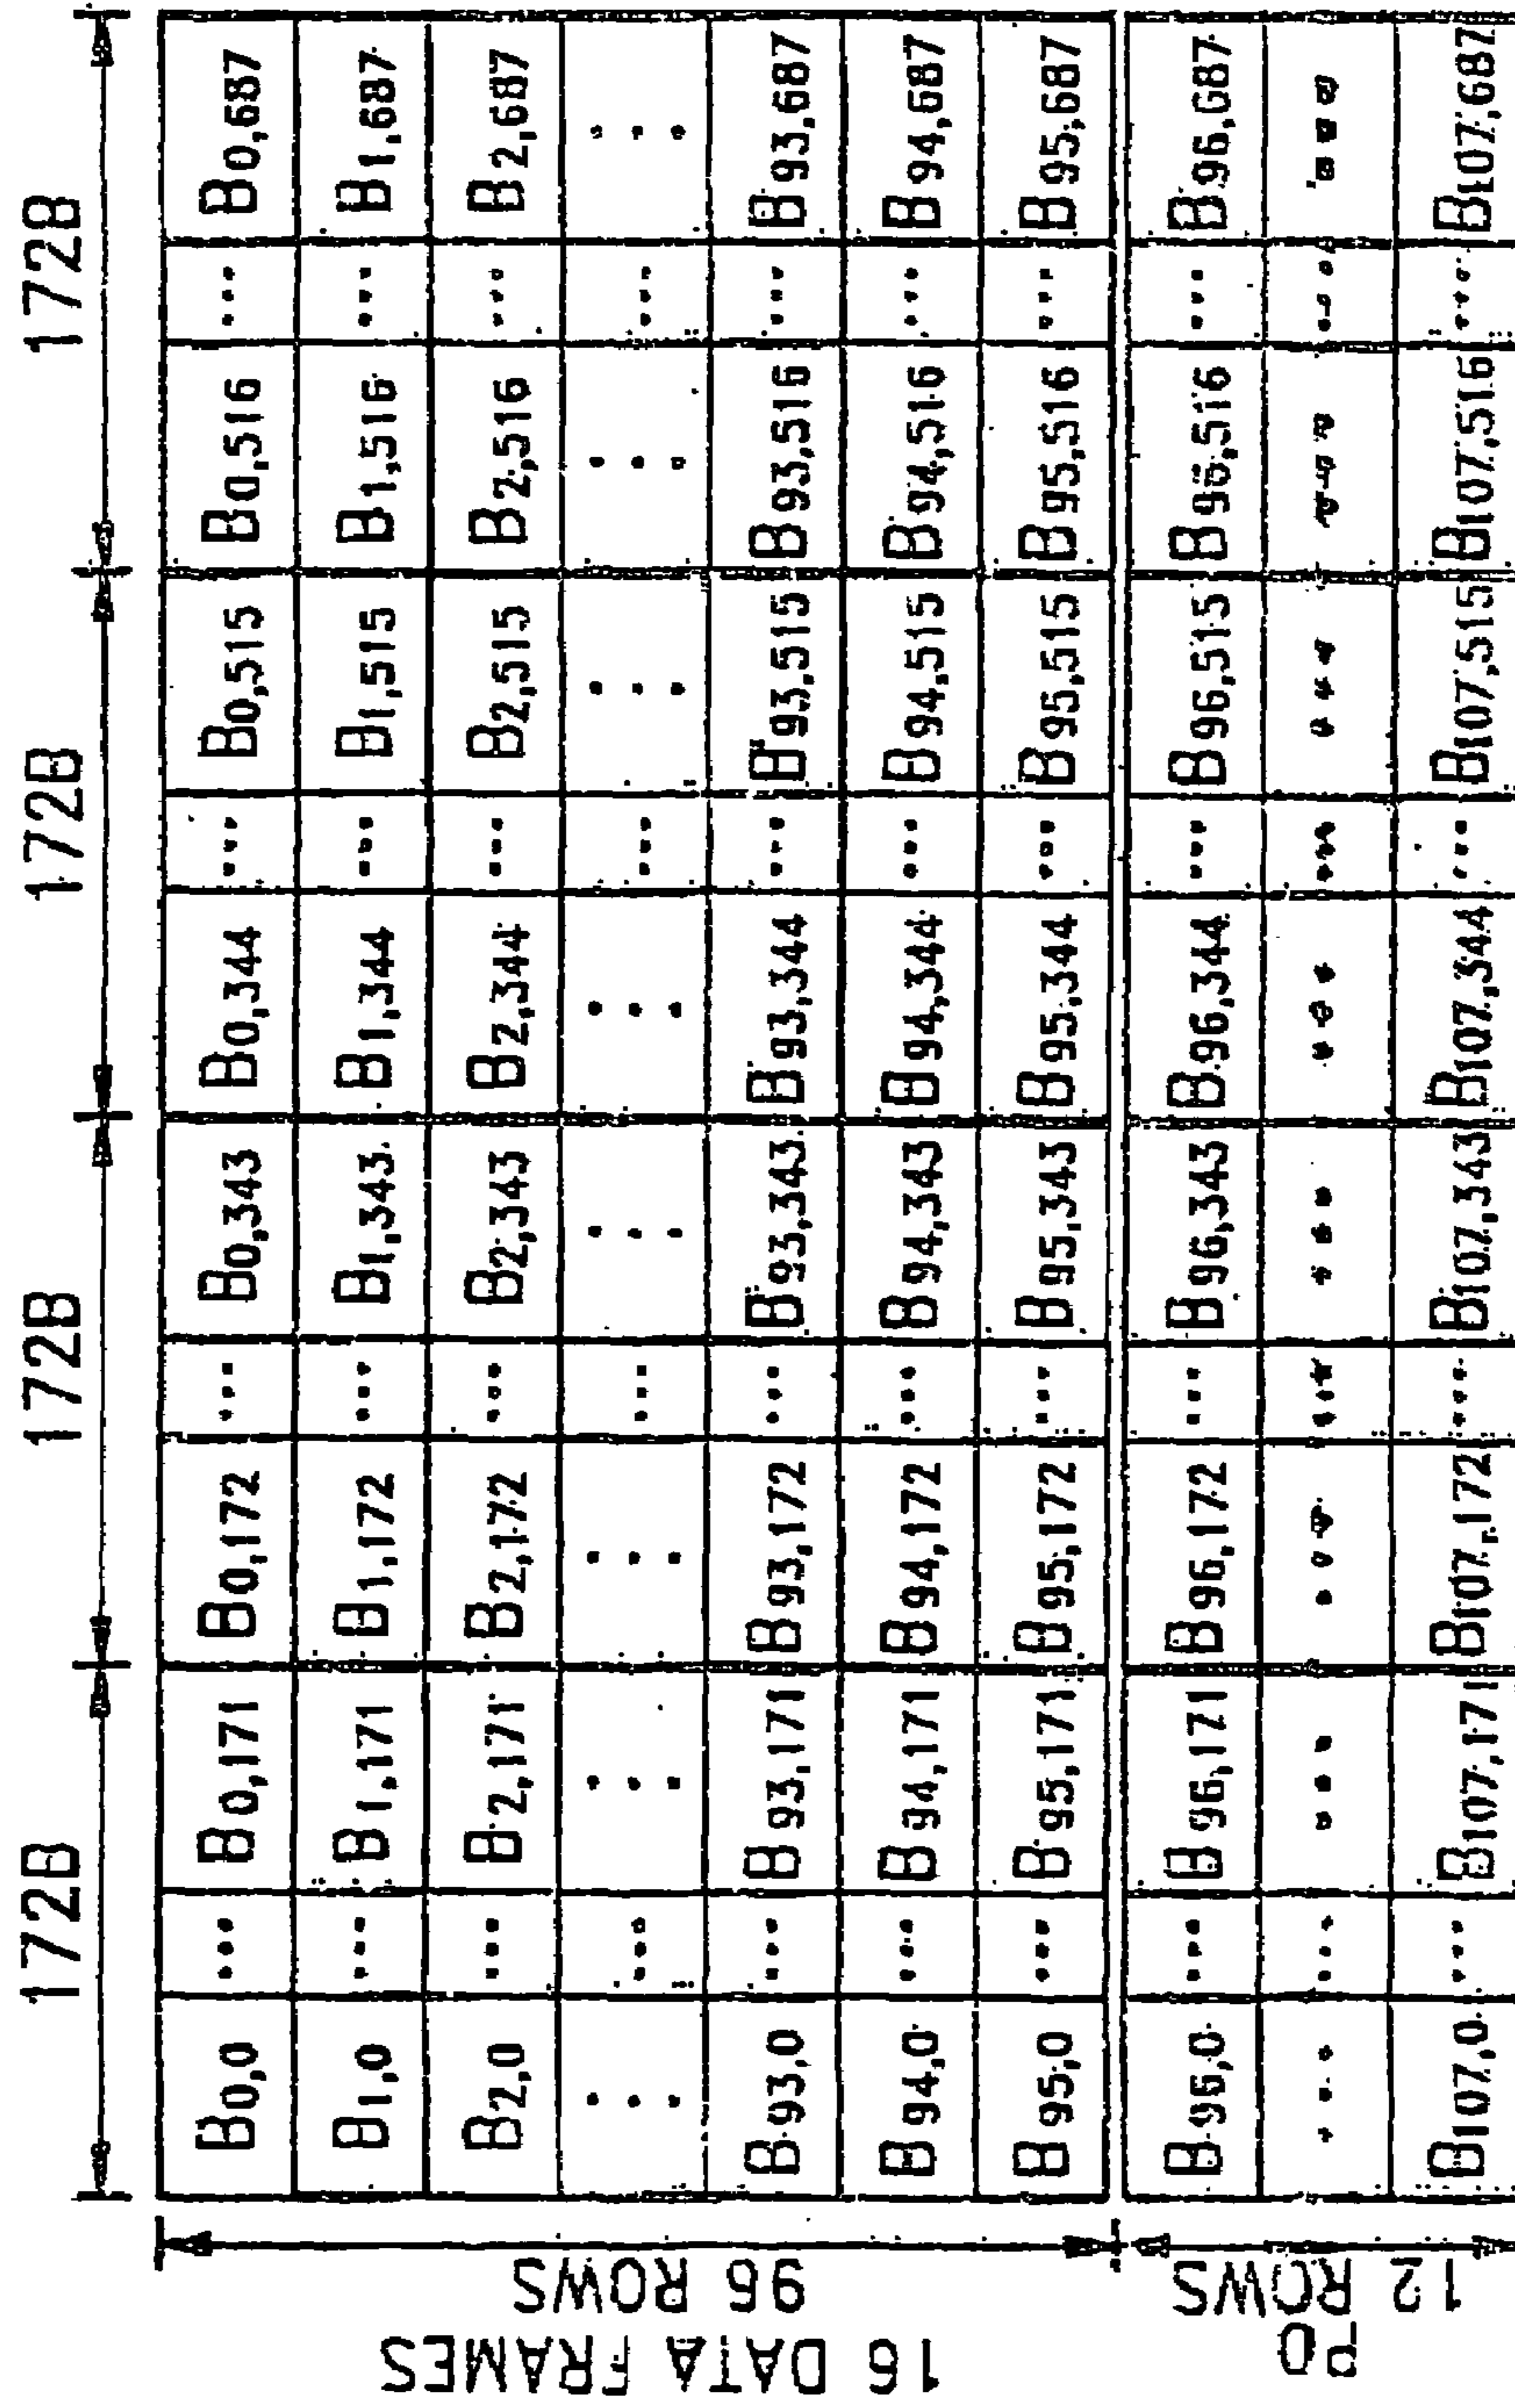 172B 172B 172B 172B
B0,0 ... B0,171 B0,172 ... B0,343 B0,344 ... B0,515 B0,516 ... B0,687
B1,0 ... B1,171 B1,172 ... B1,343 B1,344 ... B1,515 B1,516 ... B1,687
B2,0 ... B2,171 B2,172 ... B2,343 B2,344 ... B2,515 B2,516 ... B2,687
... ... ... ... ... ... ... ... ... ... ... ...
B93,0 ... B93,171 B93,172 ... B93,343 B93,344 ... B93,515 B93,516 ... B93,687
B94,0 ... B94,171 B94,172 ... B94,343 B94,344 ... B94,515 B94,516 ... B94,687
B95,0 ... B95,171 B95,172 ... B95,343 B95,344 ... B95,515 B95,516 ... B95,687
B96,0 ... B96,171 B96,172 ... B96,343 B96,344 ... B96,515 B96,516 ... B96,687
... ... ... ... ... ... ... ... ... ... ... ...
B107,0 ... B107,171 B107,172 ... B107,343 B107,344 ... B107,515 B107,516 ... B107,687
16 DATA FRAMES
96 ROWS
PO
12 ROWS